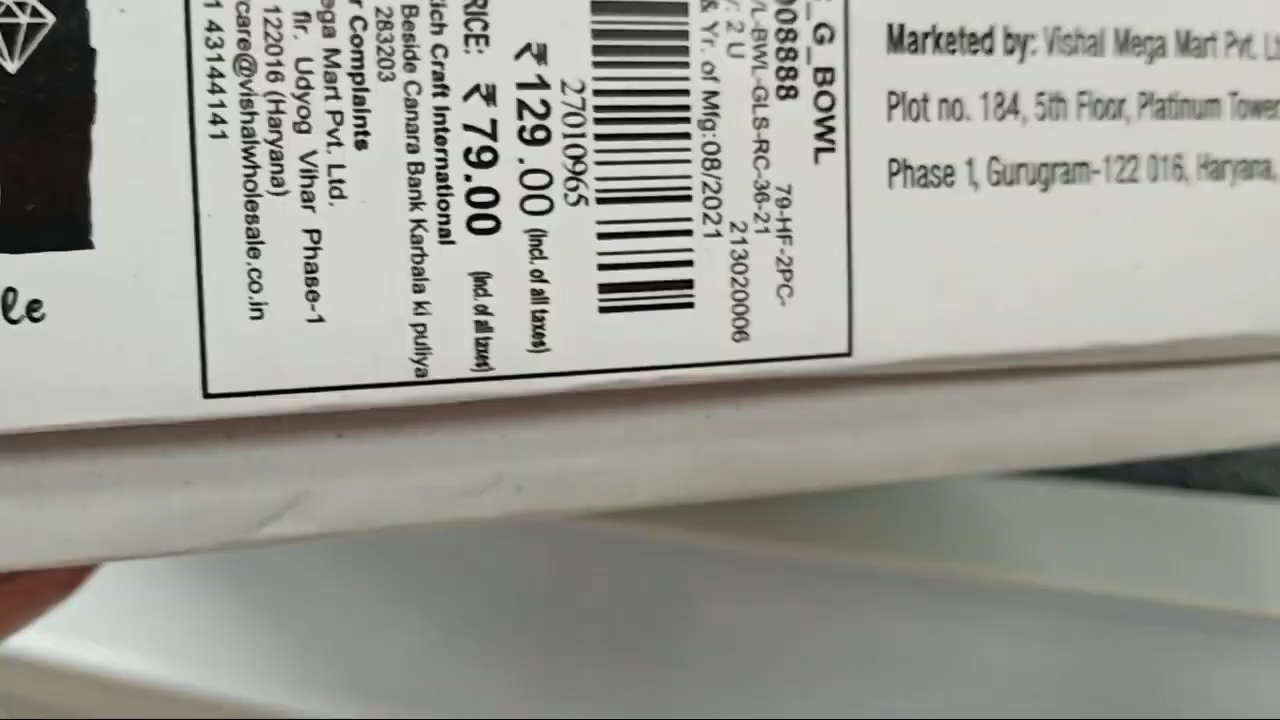 _G_BOWL
008888 79-HF-2PC-
/L-BWL-GLS-RC-36-21
: 2 U 213020006
& Yr. of Mfg:08/2021
27010965
₹129.00 (Incl. of all taxes)
RICE: ₹79.00 (Incl. of all taxes)
ich Craft International
Beside Canara Bank Karbala ki puliya
283203
r Complaints
ega Mart Pvt. Ltd.
flr. Udyog Vihar Phase-1
122016 (Haryana)
care@vishalwholesale.co.in
1 43144141
Marketed by: Vishal Mega Mart Pvt. L
Plot no. 184, 5th Floor, Platinum Tower
Phase 1, Gurugram-122 016, Haryana,